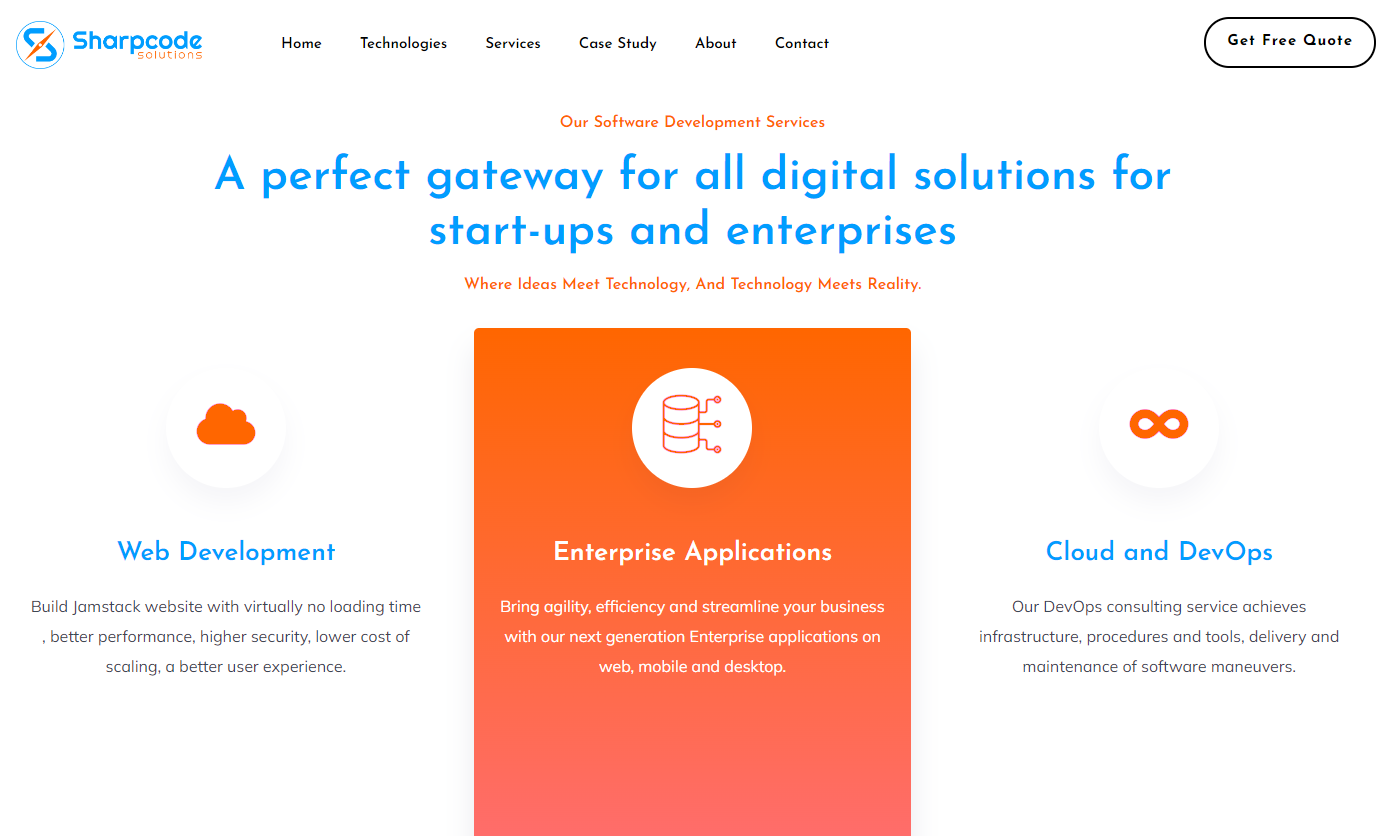 Sharpcode
solutions
Home Technologies Services Case Study About Contact
Get Free Quote
Our Software Development Services
A perfect gateway for all digital solutions for
start-ups and enterprises
Where Ideas Meet Technology, And Technology Meets Reality.
Web Development
Build Jamstack website with virtually no loading time
, better performance, higher security, lower cost of
scaling, a better user experience.
Enterprise Applications
Bring agility, efficiency and streamline your business
with our next generation Enterprise applications on
web, mobile and desktop.
Cloud and DevOps
Our DevOps consulting service achieves
infrastructure, procedures and tools, delivery and
maintenance of software maneuvers.